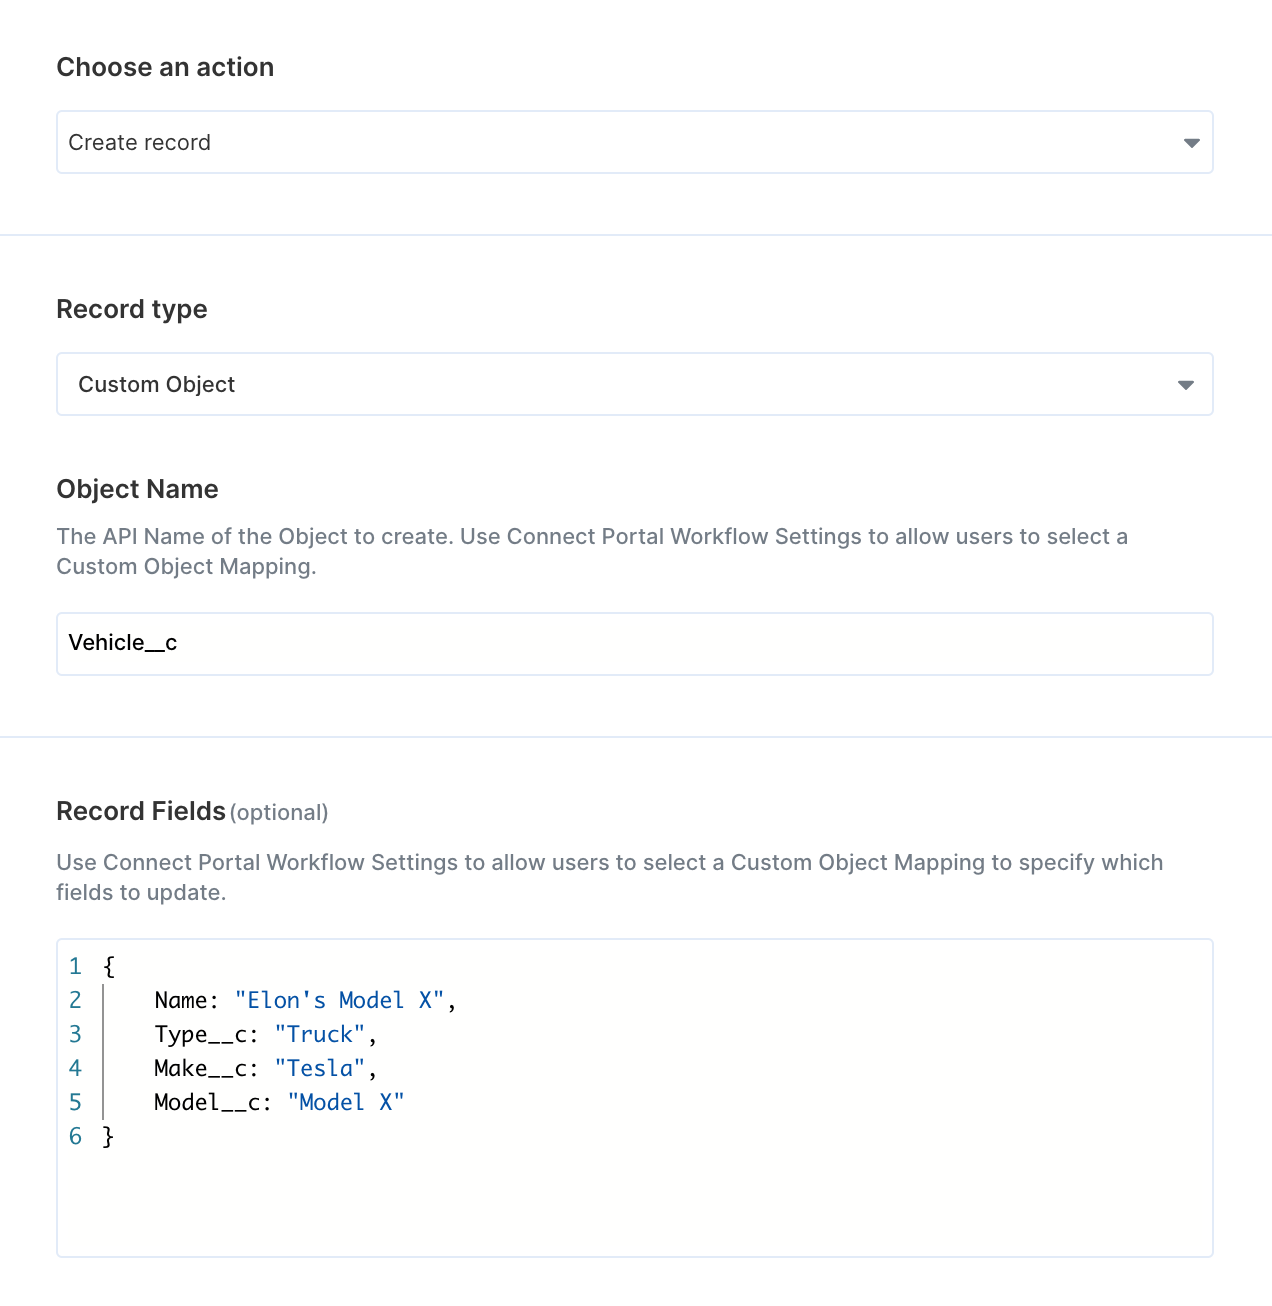 Choose an action
Create record
Record type
Custom Object
Object Name
The API Name of the Object to create. Use Connect Portal Workflow Settings to allow users to select a
Custom Object Mapping.
Vehicle__c
Record Fields (optional)
Use Connect Portal Workflow Settings to allow users to select a Custom Object Mapping to specify which
fields to update.
1 {
2     Name: "Elon's Model X",
3     Type__c: "Truck",
4     Make__c: "Tesla",
5     Model__c: "Model X"
6 }